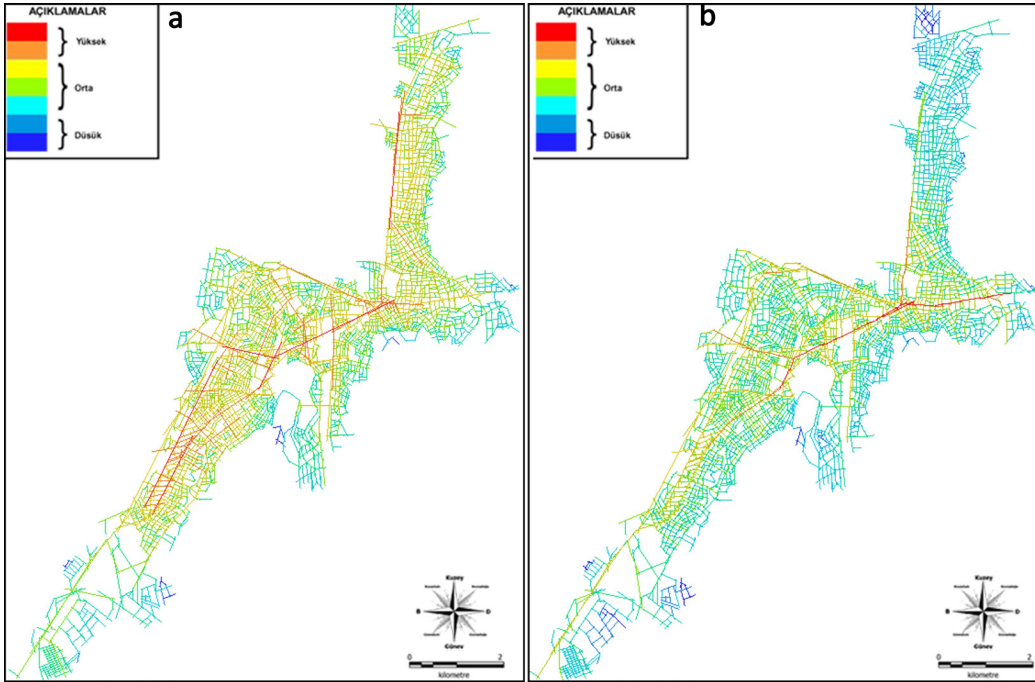 AÇIKLAMALAR
a
Yüksek
Orta
Düsük
Kuzey
B
D
Güney
0
2
kilometre
AÇIKLAMALAR
b
Yüksek
Orta
Düsük
Kuzey
B
D
Güney
0
2
kilometre